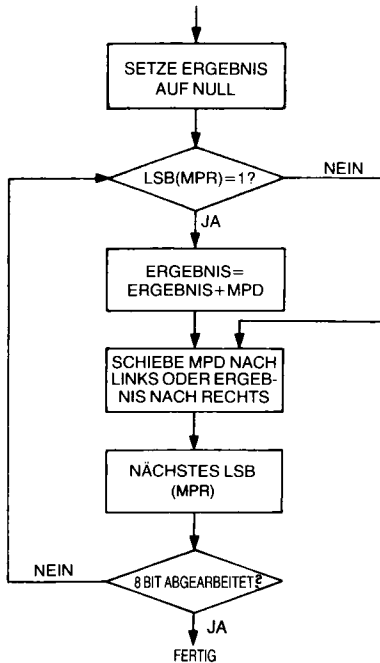 SETZE ERGEBNIS
AUF NULL
LSB(MPR)=1?
NEIN
JA
ERGEBNIS=
ERGEBNIS+MPD
SCHIEBE MPD NACH
LINKS ODER ERGEB-
NIS NACH RECHTS
NÄCHSTES LSB
(MPR)
NEIN
8 BIT ABGEARBEITET?
JA
FERTIG